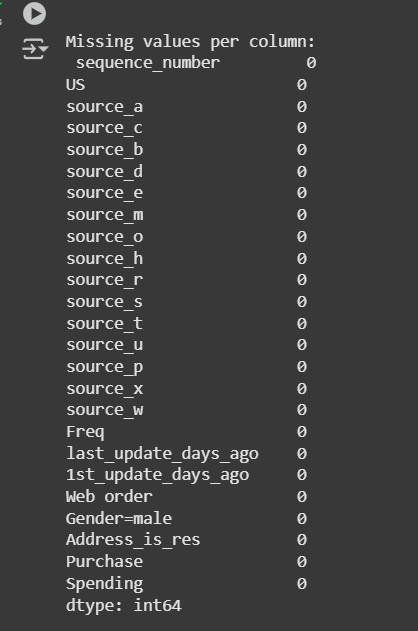 Missing values per column:
sequence_number 0
US 0
source_a 0
source_c 0
source_b 0
source_d 0
source_e 0
source_m 0
source_o 0
source_h 0
source_r 0
source_s 0
source_t 0
source_u 0
source_p 0
source_x 0
source_w 0
Freq 0
last_update_days_ago 0
1st_update_days_ago 0
Web order 0
Gender=male 0
Address_is_res 0
Purchase 0
Spending 0
dtype: int64